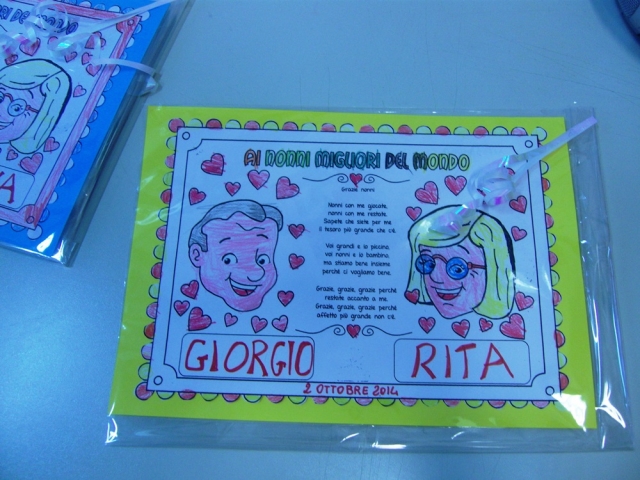 AI NONNI MIGLIORI DEL MONDO
Grazie nonni
Nonni con me giocate,
nonni con me restate.
Sapete che siete per me
il tesoro più grande che c'è.
Voi grandi e io piccina,
voi nonni e io bambina,
ma stiamo bene insieme
perché ci vogliamo bene.
Grazie, grazie, grazie perché
restate accanto a me.
Grazie, grazie, grazie perché
affetto più grande non c'è.
GIORGIO
RITA
2 OTTOBRE 2014